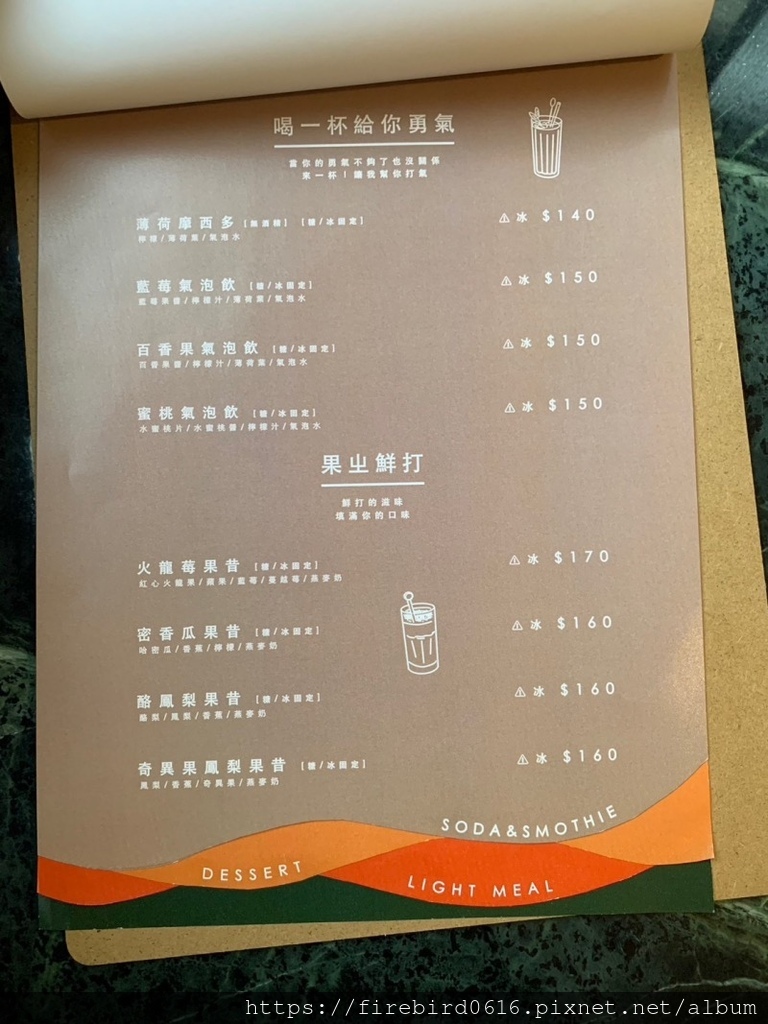 喝一杯給你勇氣
當你的勇氣不夠了也沒關係
來一杯！讓我幫你打氣
薄荷摩西多 [無酒精] [糖/冰固定] 冰 $140
檸檬/薄荷葉/氣泡水
藍莓氣泡飲 [糖/冰固定] 冰 $150
藍莓果醬/檸檬汁/薄荷葉/氣泡水
百香果氣泡飲 [糖/冰固定] 冰 $150
百香果醬/檸檬汁/薄荷葉/氣泡水
蜜桃氣泡飲 [糖/冰固定] 冰 $150
水蜜桃片/水蜜桃醬/檸檬汁/氣泡水
果ㄓ鮮打
鮮打的滋味
填滿你的口味
火龍莓果昔 [糖/冰固定] 冰 $170
紅心火龍果/蘋果/藍莓/蔓越莓/燕麥奶
密香瓜果昔 [糖/冰固定] 冰 $160
哈密瓜/香蕉/檸檬/燕麥奶
酪鳳梨果昔 [糖/冰固定] 冰 $160
酪梨/鳳梨/香蕉/燕麥奶
奇異果鳳梨果昔 [糖/冰固定] 冰 $160
鳳梨/香蕉/奇異果/燕麥奶
SODA&SMOTHIE
DESSERT
LIGHT MEAL
https://firebird0616.pixnet.net/album